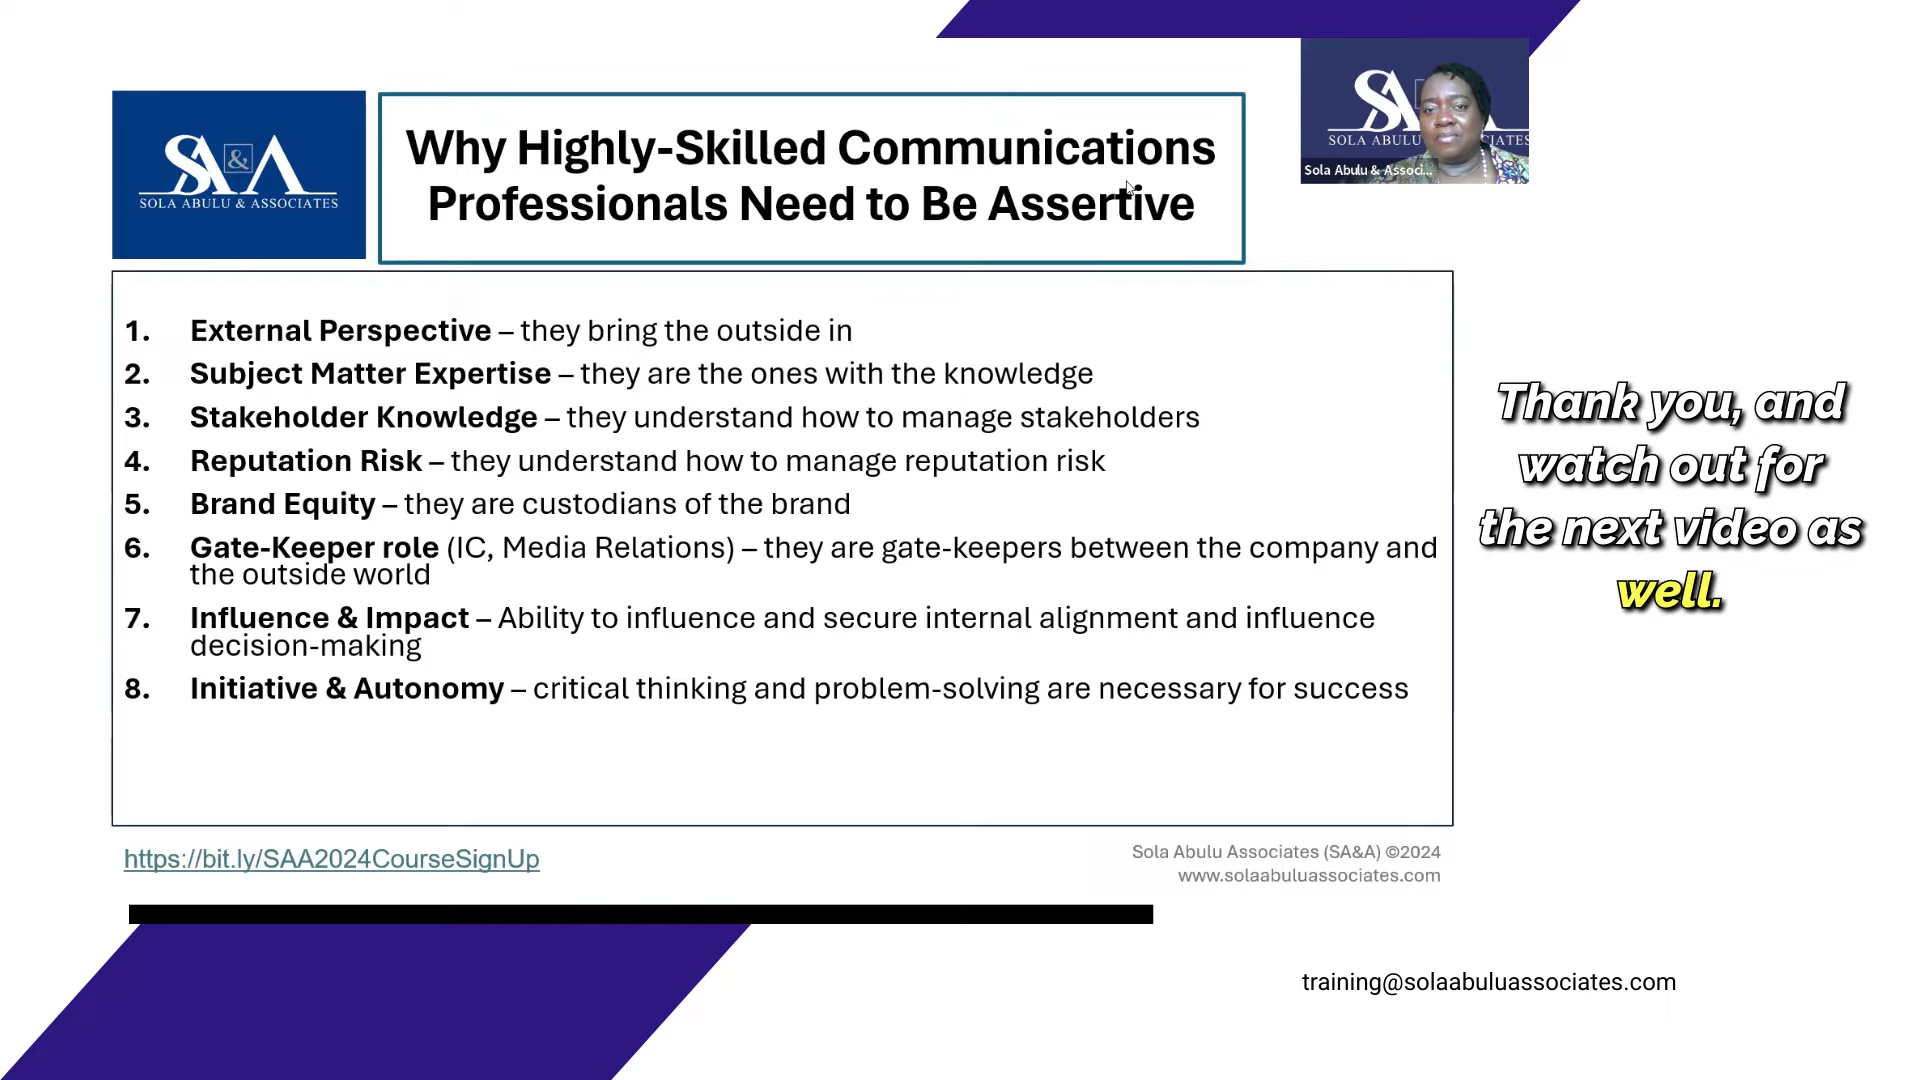 SA&A
SOLA ABULU & ASSOCIATES
Why Highly-Skilled Communications
Professionals Need to Be Assertive
SOLA ABULU
IATES
Sola Abulu & Associ...
1. External Perspective – they bring the outside in
2. Subject Matter Expertise – they are the ones with the knowledge
3. Stakeholder Knowledge – they understand how to manage stakeholders
4. Reputation Risk – they understand how to manage reputation risk
5. Brand Equity – they are custodians of the brand
6. Gate-Keeper role (IC, Media Relations) – they are gate-keepers between the company and
the outside world
7. Influence & Impact – Ability to influence and secure internal alignment and influence
decision-making
8. Initiative & Autonomy – critical thinking and problem-solving are necessary for success
Thank you, and
watch out for
the next video as
well.
https://bit.ly/SAA2024CourseSignUp
Sola Abulu Associates (SA&A) ©2024
www.solaabuluassociates.com
training@solaabuluassociates.com